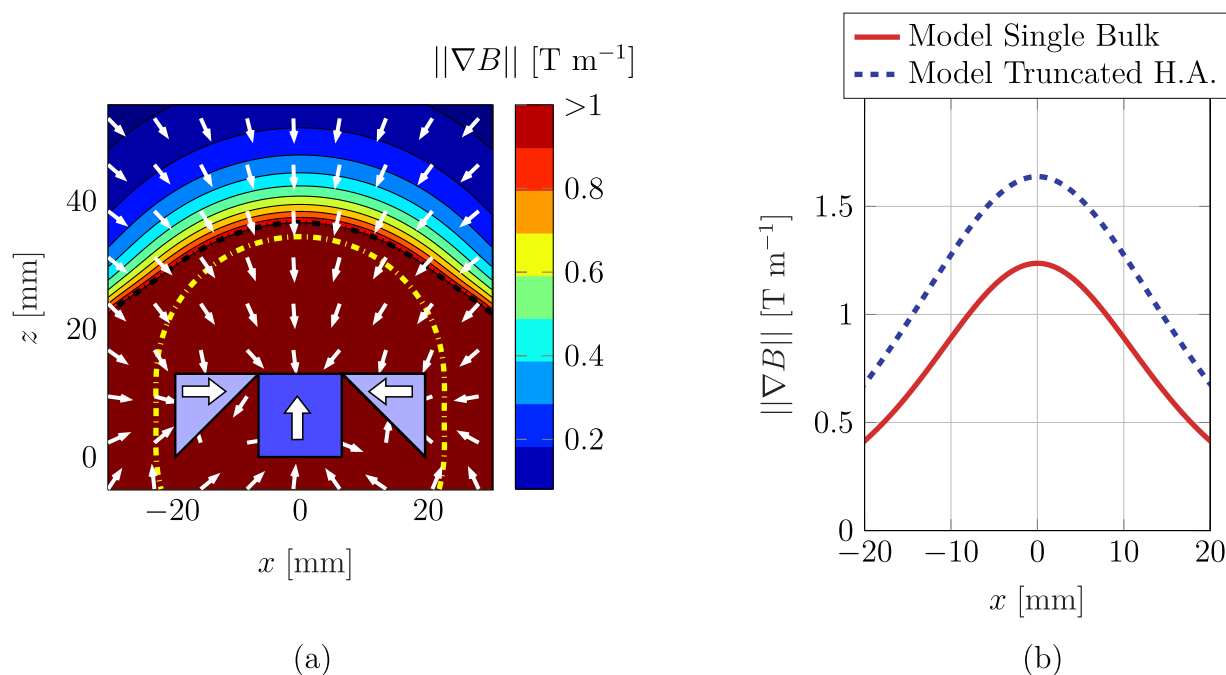 ||∇B|| [T m⁻¹]
>1
0.8
0.6
0.4
0.2
40
20
0
z [mm]
−20 0 20
x [mm]
(a)
Model Single Bulk
Model Truncated H.A.
1.5
1
0.5
0
||∇B|| [T m⁻¹]
−20 −10 0 10 20
x [mm]
(b)